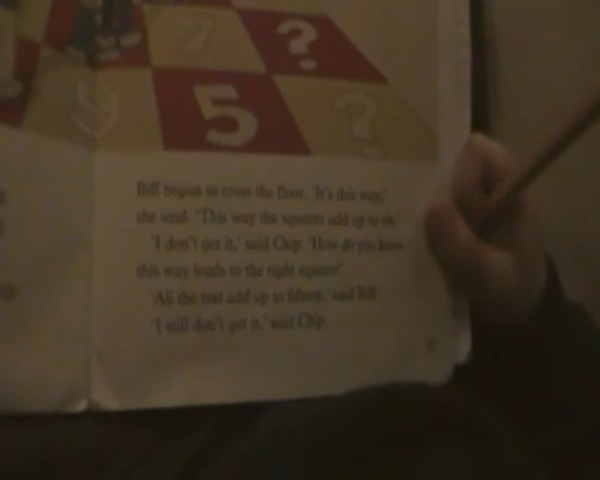 7 ?
9 5 ?
Biff began to cross the floor. 'It's this way,'
she said. 'This way the squares add up to six.'
'I don't get it,' said Chip. 'How do you know
this way leads to the right square?'
'All the rest add up to fifteen,' said Biff.
'I still don't get it,' said Chip.